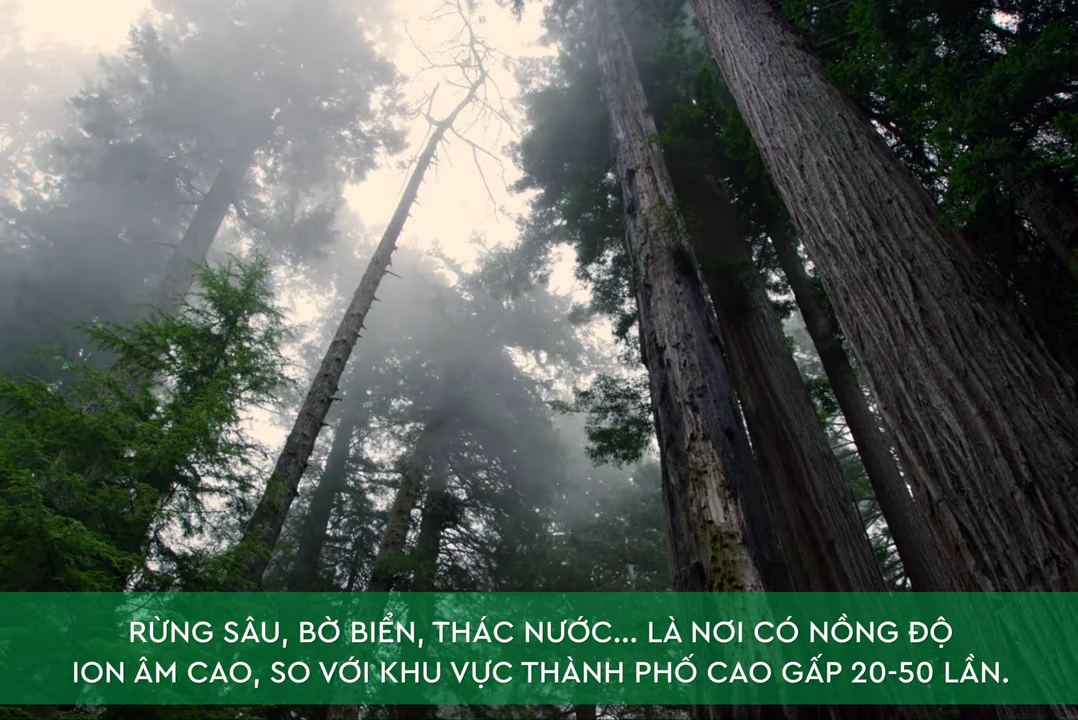 RỪNG SÂU, BỜ BIỂN, THÁC NƯỚC... LÀ NƠI CÓ NỒNG ĐỘ
ION ÂM CAO, SO VỚI KHU VỰC THÀNH PHỐ CAO GẤP 20-50 LẦN.